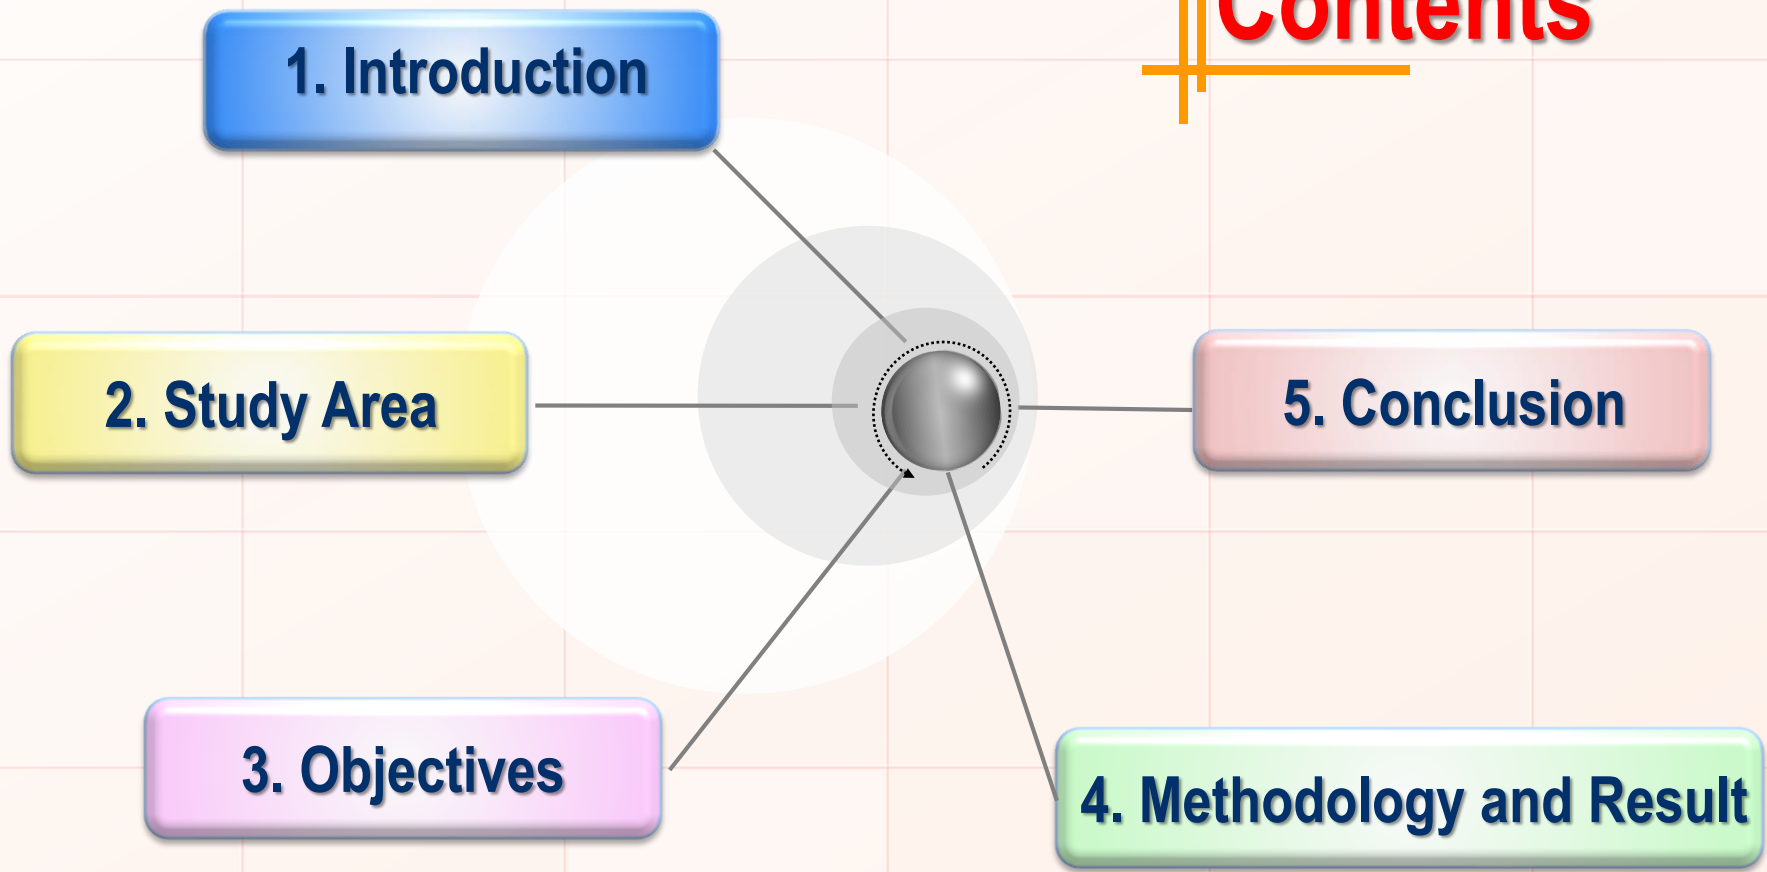 Contents
1. Introduction
2. Study Area
3. Objectives
4. Methodology and Result
5. Conclusion